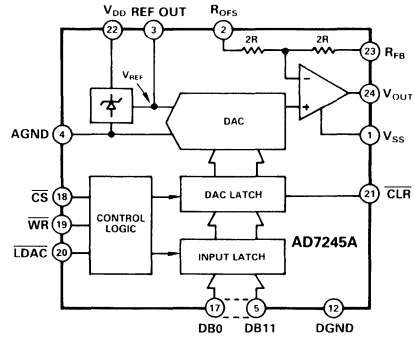 VDD REF OUT ROFS
22 3 2
2R 2R
23 RFB
VREF
24 VOUT
DAC
AGND 4
1 VSS
CS 18
DAC LATCH
21 CLR
WR 19
CONTROL
LOGIC
LDAC 20
INPUT LATCH
AD7245A
17 5 12
DB0 DB11 DGND